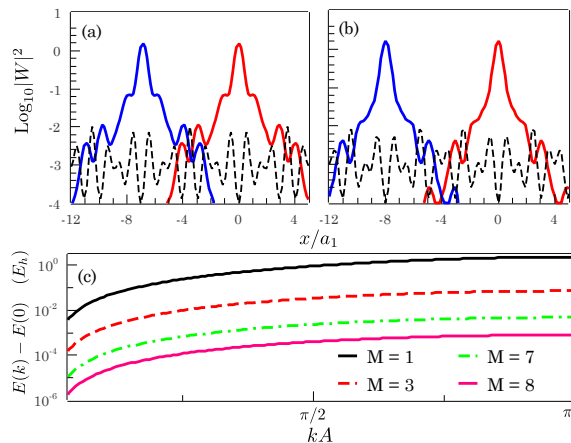 (a)
(b)
Log₁₀|W|²
1
0
-1
-2
-3
-4
-12 -8 -4 0 4
-12 -8 -4 0 4
x/a₁
(c)
E(k) − E(0) (Eₕ)
10⁰
10⁻²
10⁻⁴
10⁻⁶
M = 1
M = 7
M = 3
M = 8
π/2
π
kA